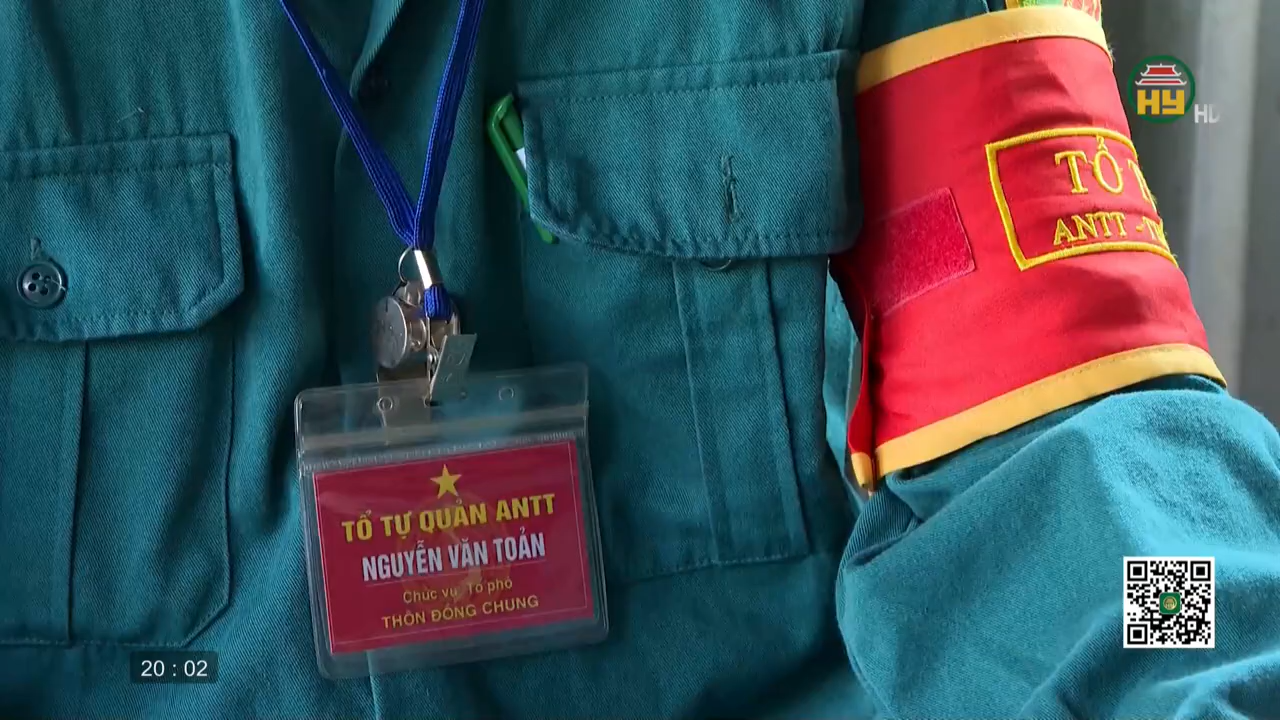 HY HD
TỔ
ANTT -
TỔ TỰ QUẢN ANTT
NGUYỄN VĂN TOẢN
Chức vụ: Tổ phó
THÔN ĐỒNG CHUNG
20 : 02